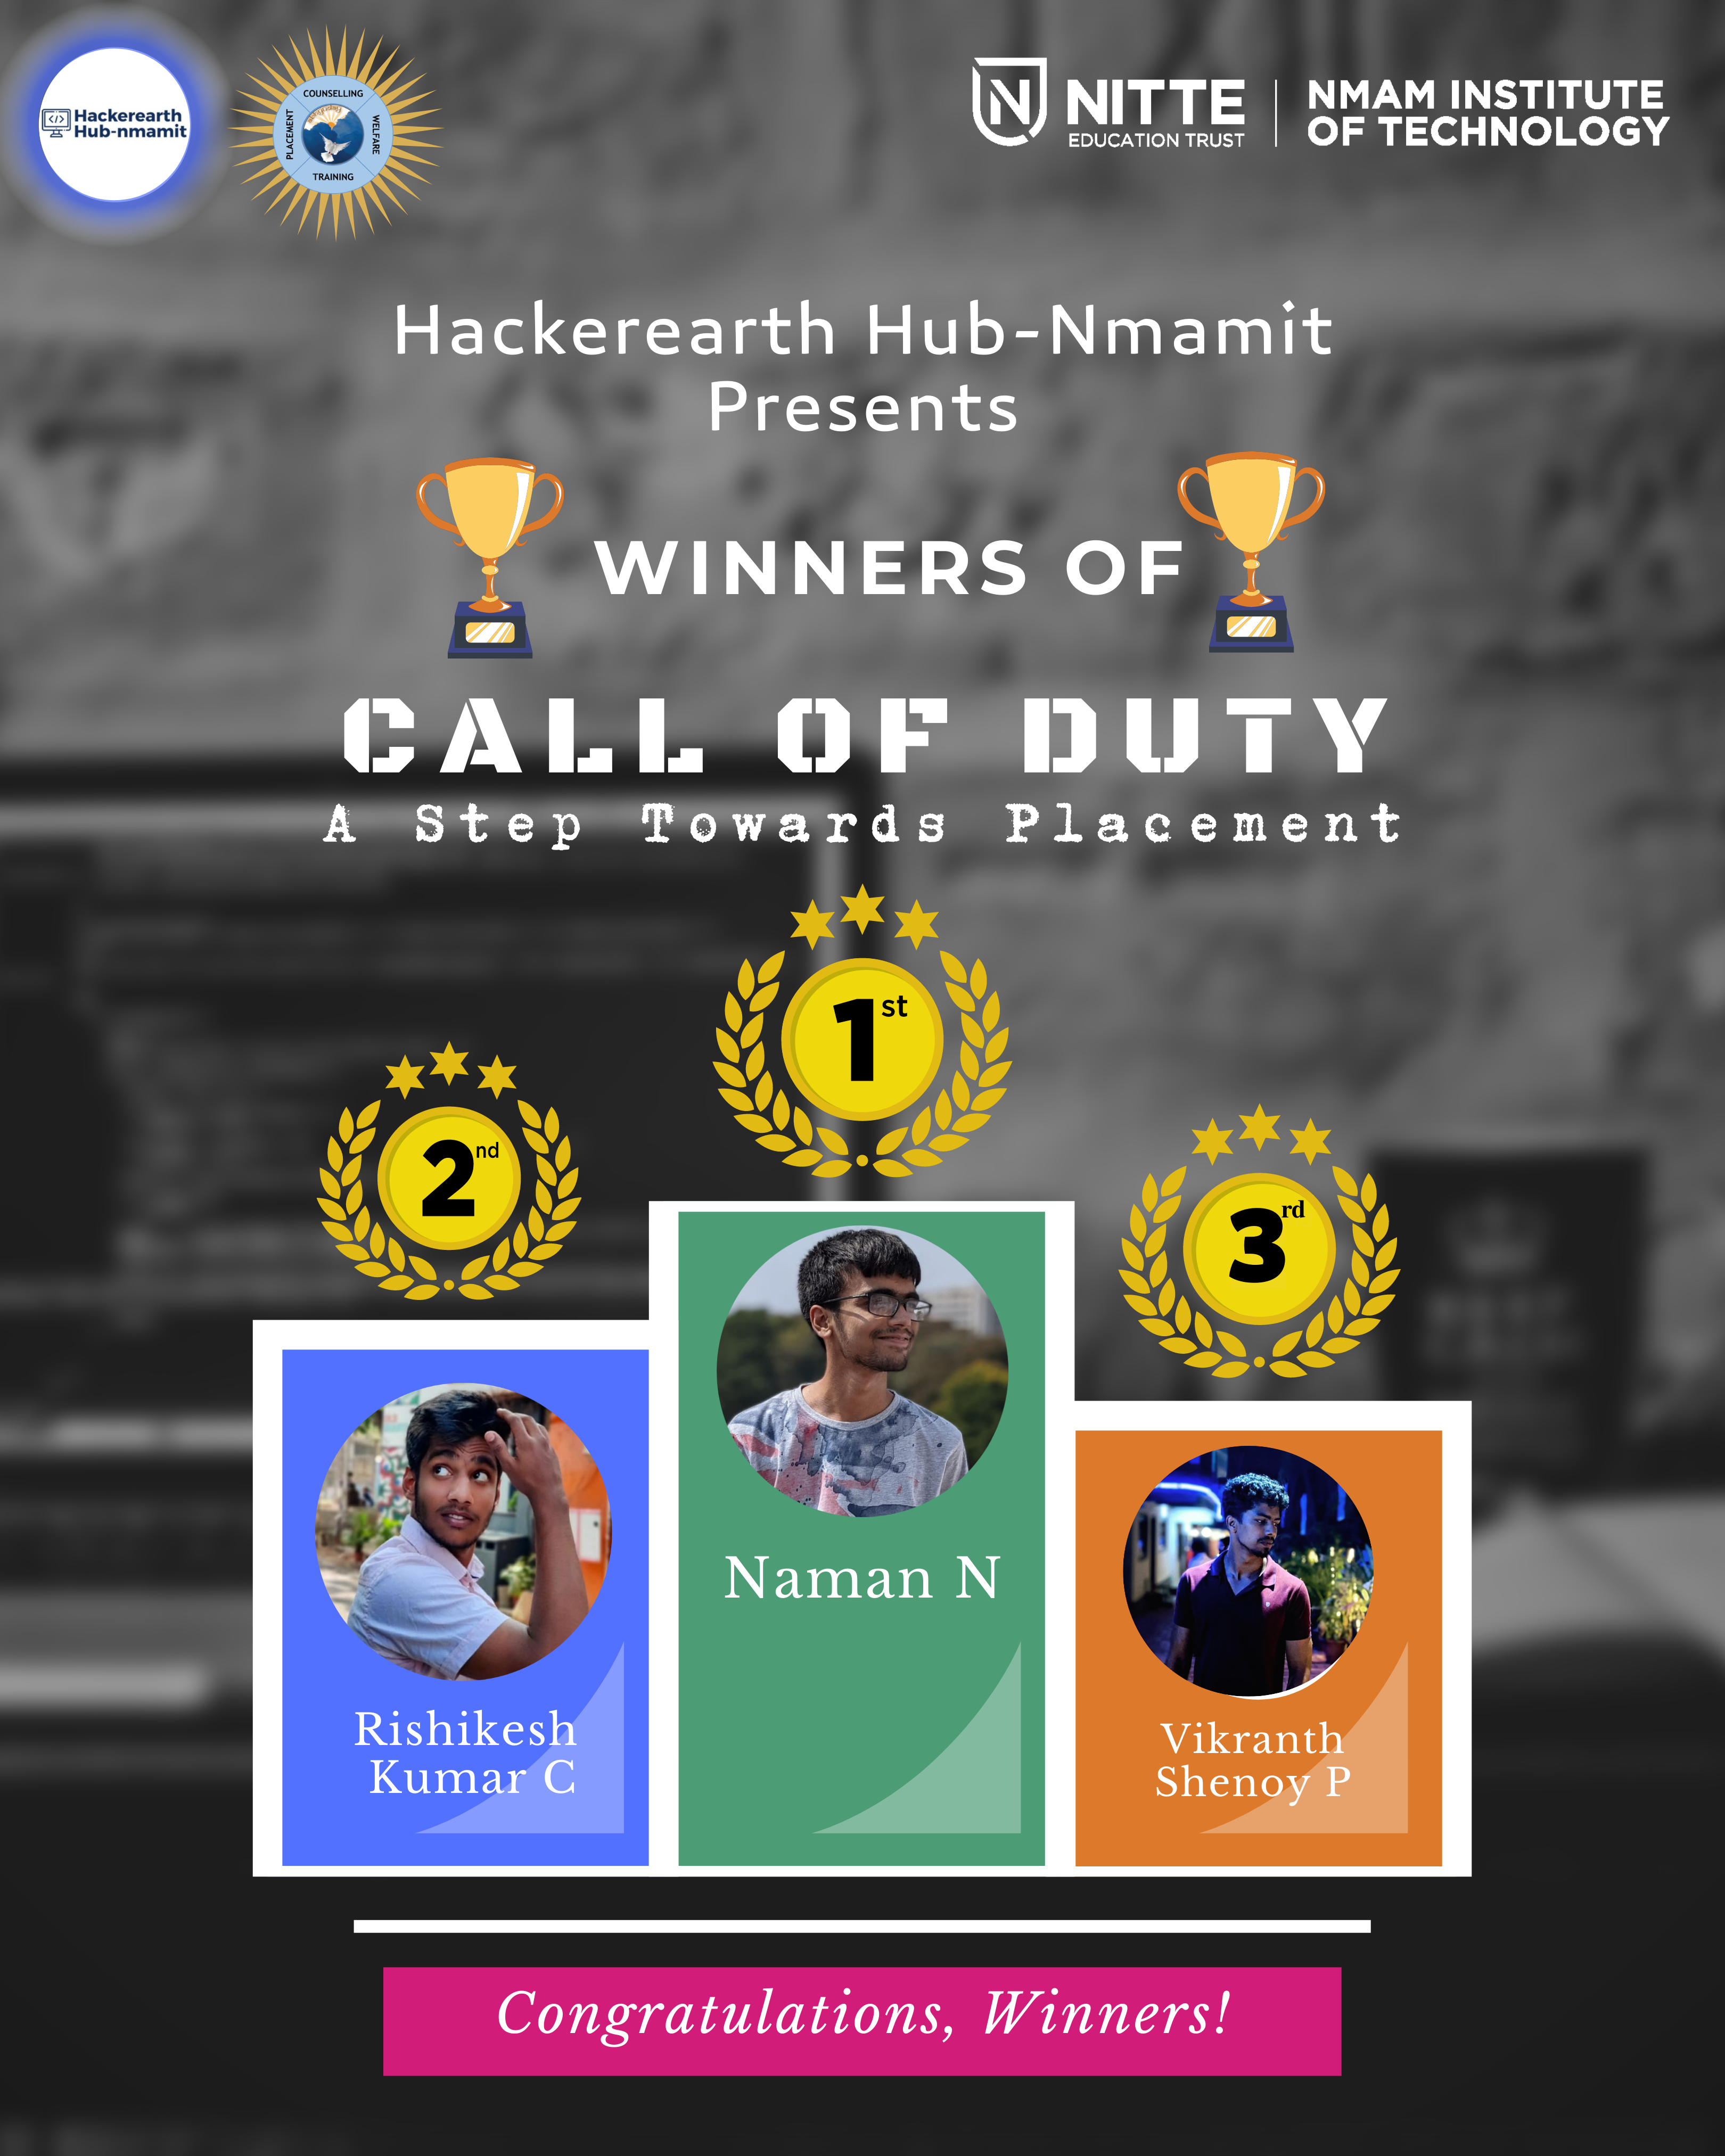 Hackerearth
Hub-nmamit
COUNSELLING
PLACEMENT
WELFARE
TRAINING
NITTE
EDUCATION TRUST
NMAM INSTITUTE
OF TECHNOLOGY
Hackerearth Hub-Nmamit
Presents
WINNERS OF
CALL OF DUTY
A Step Towards Placement
1st
2nd
3rd
Naman N
Rishikesh
Kumar C
Vikranth
Shenoy P
Congratulations, Winners!